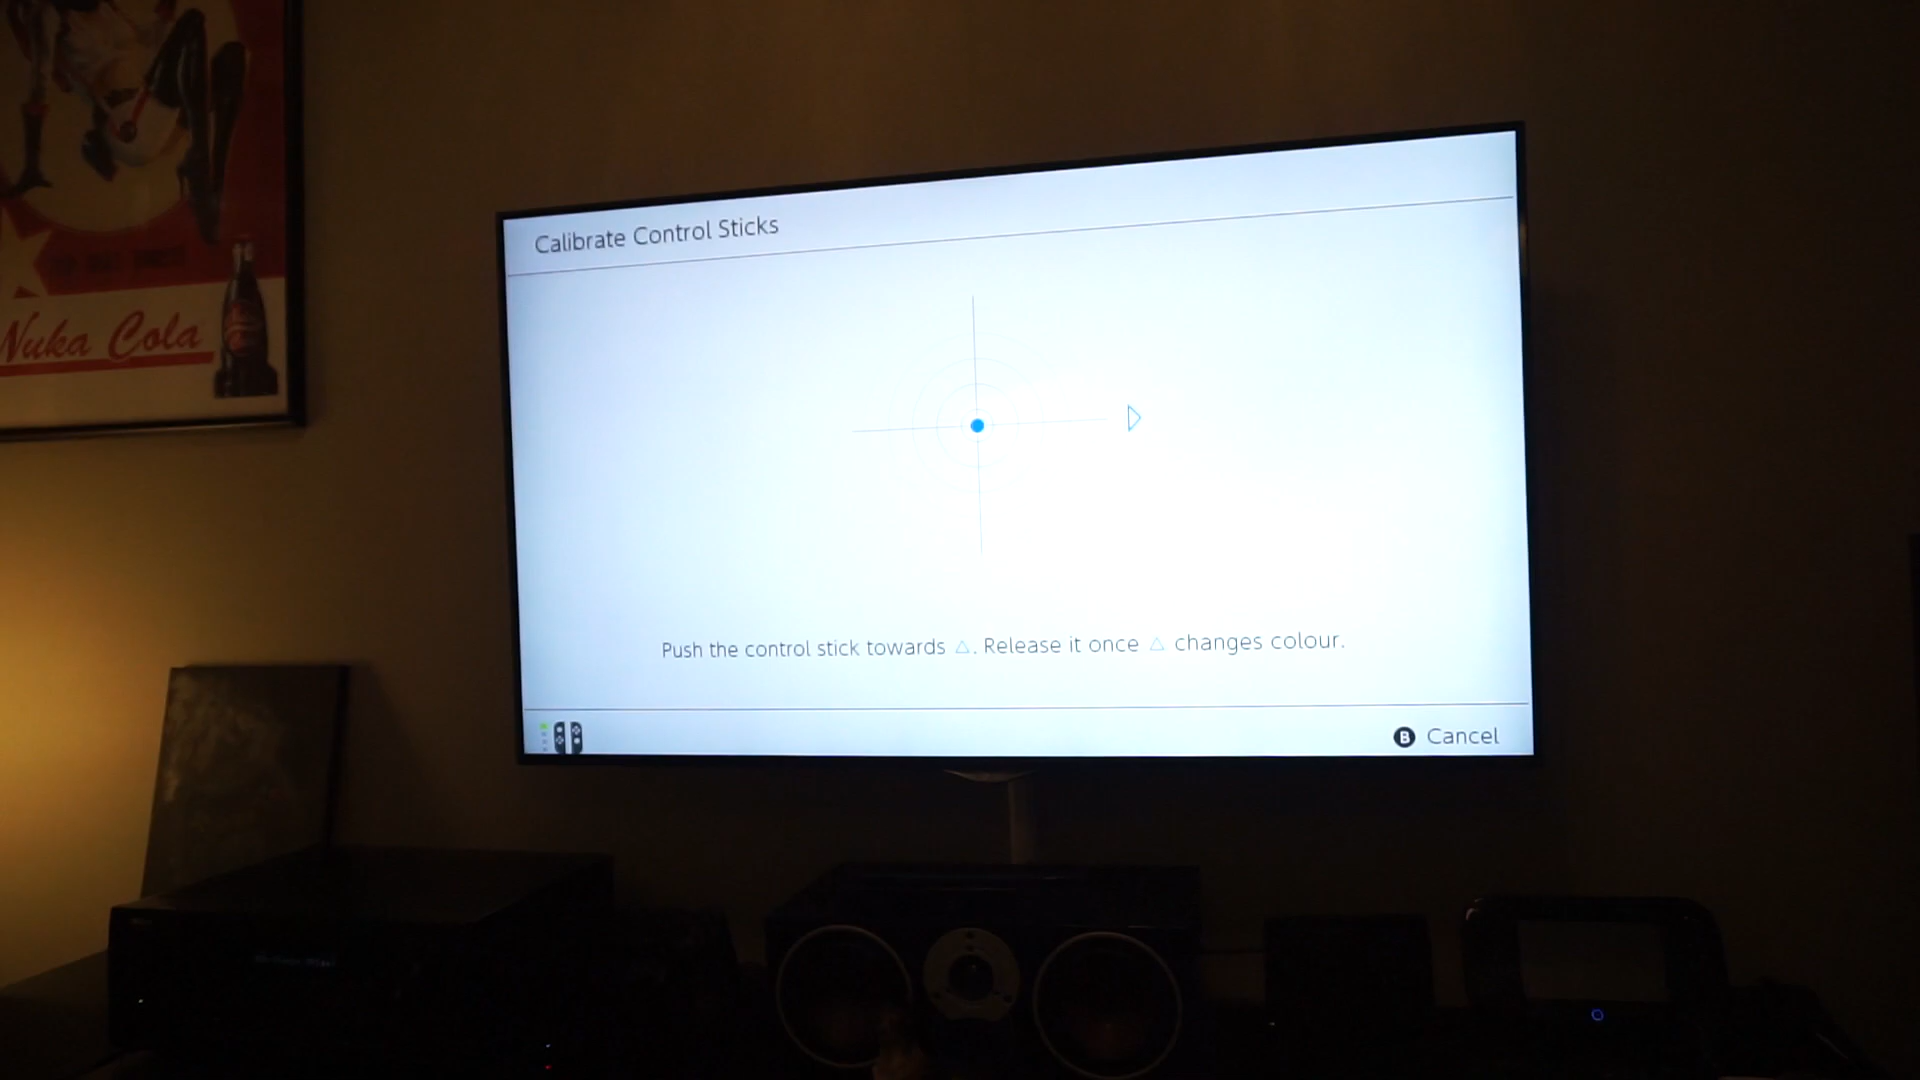 Calibrate Control Sticks
Nuka Cola
Push the control stick towards △. Release it once △ changes colour.
B Cancel